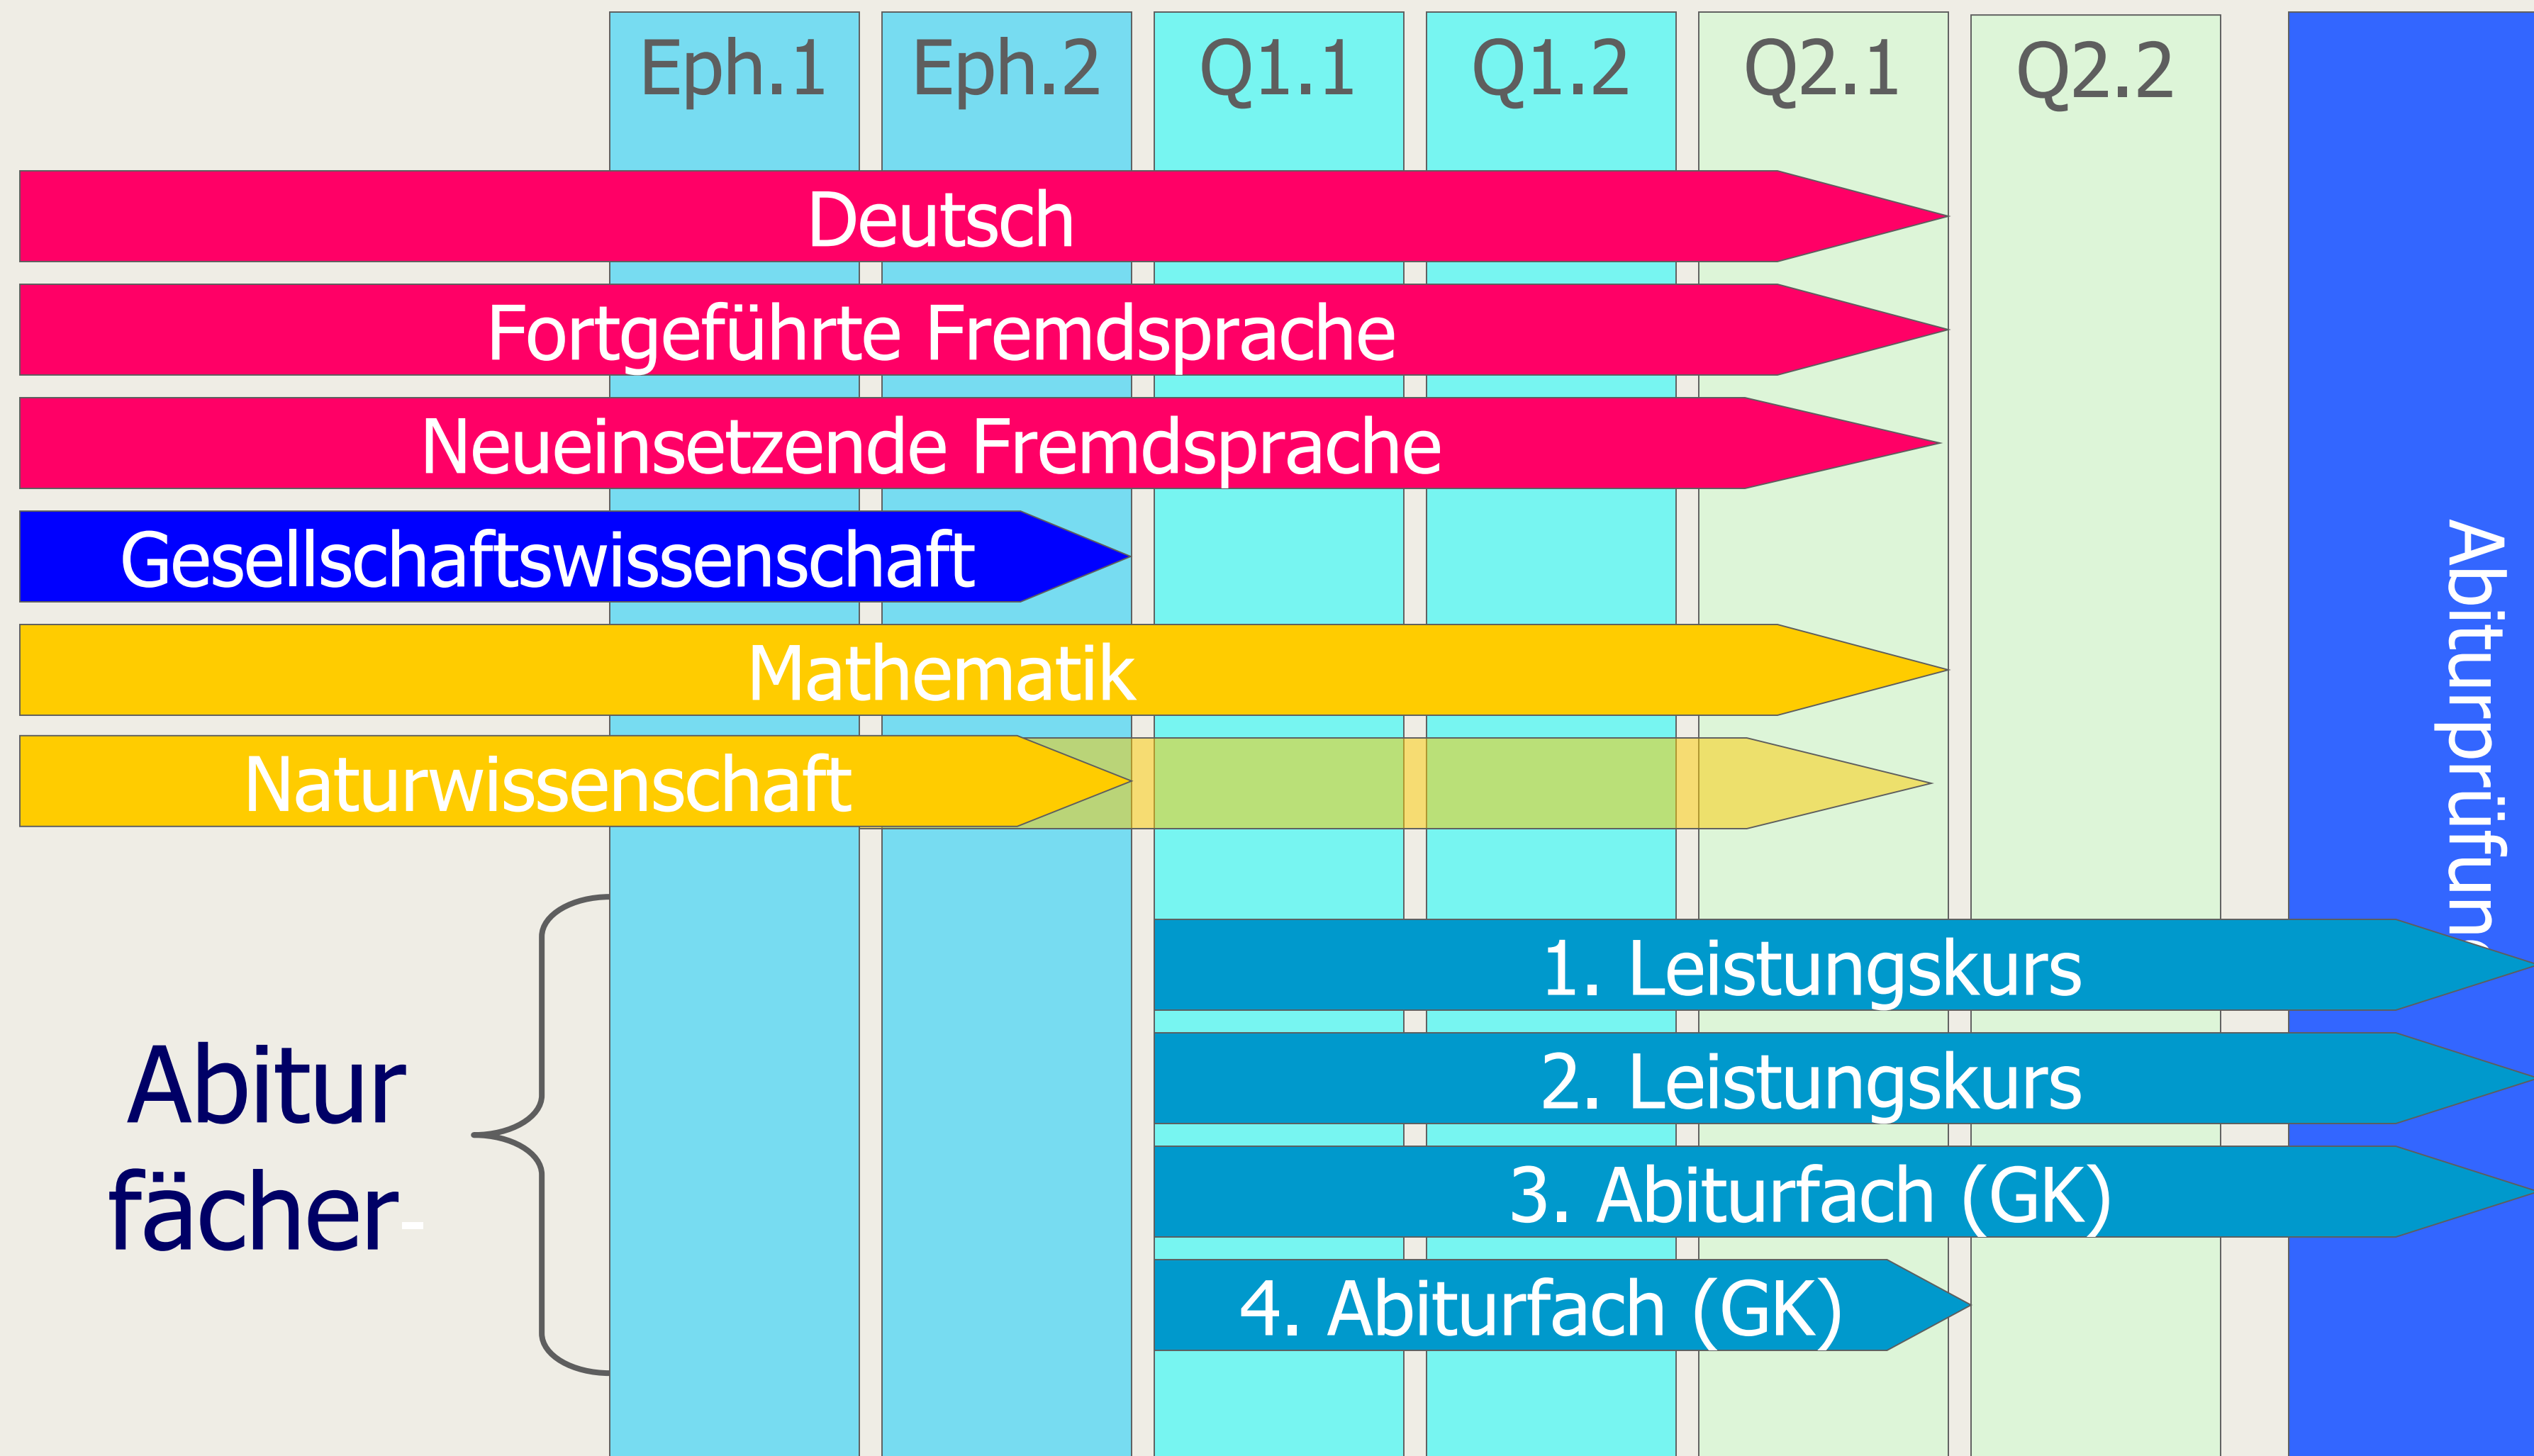 Eph.1 Eph.2 Q1.1 Q1.2 Q2.1 Q2.2
Deutsch
Fortgeführte Fremdsprache
Neueinsetzende Fremdsprache
Gesellschaftswissenschaft
Mathematik
Naturwissenschaft
Abiturprüfun
1. Leistungskurs
2. Leistungskurs
3. Abiturfach (GK)
4. Abiturfach (GK)
Abitur
fächer-